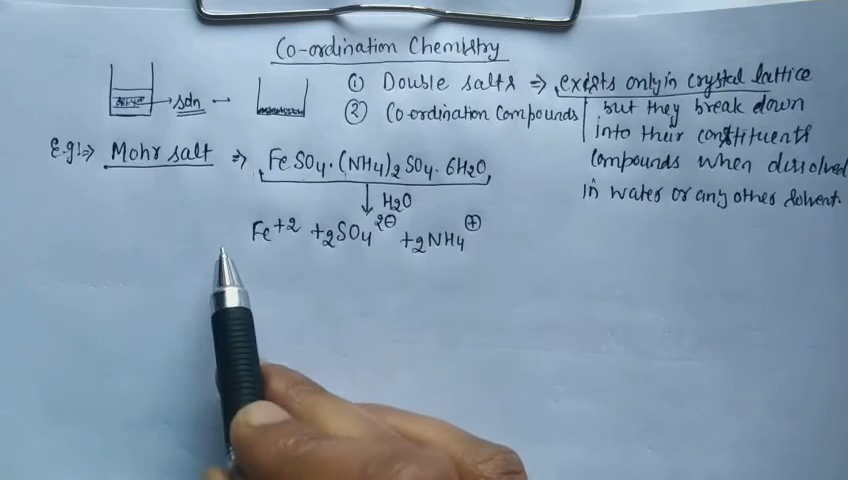 Co-ordination Chemistry
① Double salts ⇒ exists only in crystal lattice
→ soln →
② Co-ordination Compounds
but they break down
into their constituents
compounds when dissolved
in water or any other solvent.
E.g:⇒ Mohr salt ⇒ FeSO4·(NH4)2SO4·6H2O
↓ H2O
Fe+2 + 2SO4 2⊖ + 2NH4 ⊕